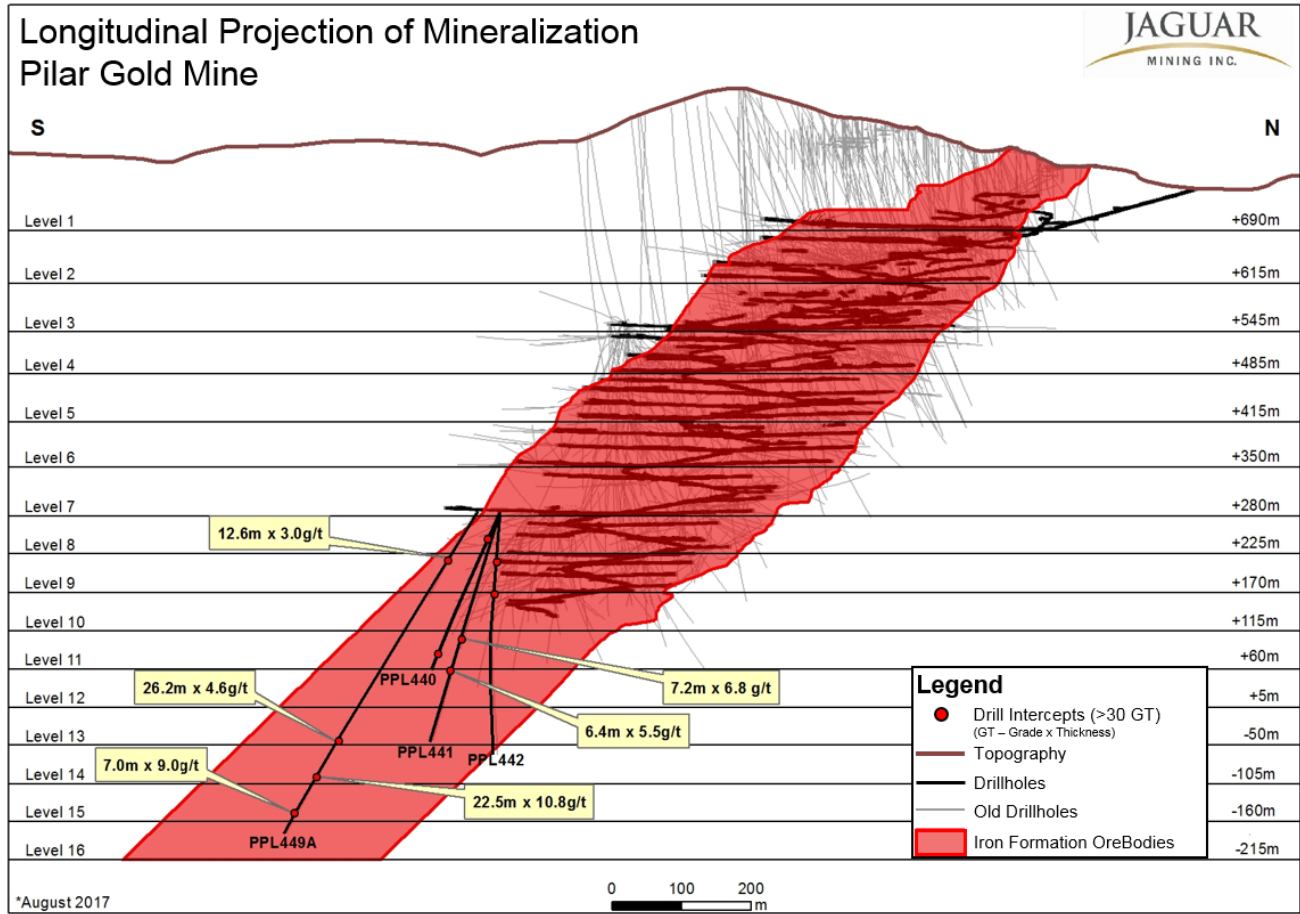 Longitudinal Projection of Mineralization
Pilar Gold Mine
JAGUAR
MINING INC.
S
N
Level 1
+690m
Level 2
+615m
Level 3
+545m
Level 4
+485m
Level 5
+415m
Level 6
+350m
Level 7
+280m
12.6m x 3.0g/t
Level 8
+225m
Level 9
+170m
Level 10
+115m
Level 11
+60m
PPL440
26.2m x 4.6g/t
7.2m x 6.8 g/t
Level 12
+5m
6.4m x 5.5g/t
Level 13
-50m
PPL441
PPL442
7.0m x 9.0g/t
Level 14
-105m
22.5m x 10.8g/t
Level 15
-160m
PPL449A
Level 16
-215m
Legend
Drill Intercepts (>30 GT)
(GT – Grade x Thickness)
Topography
Drillholes
Old Drillholes
Iron Formation OreBodies
*August 2017
0 100 200
m